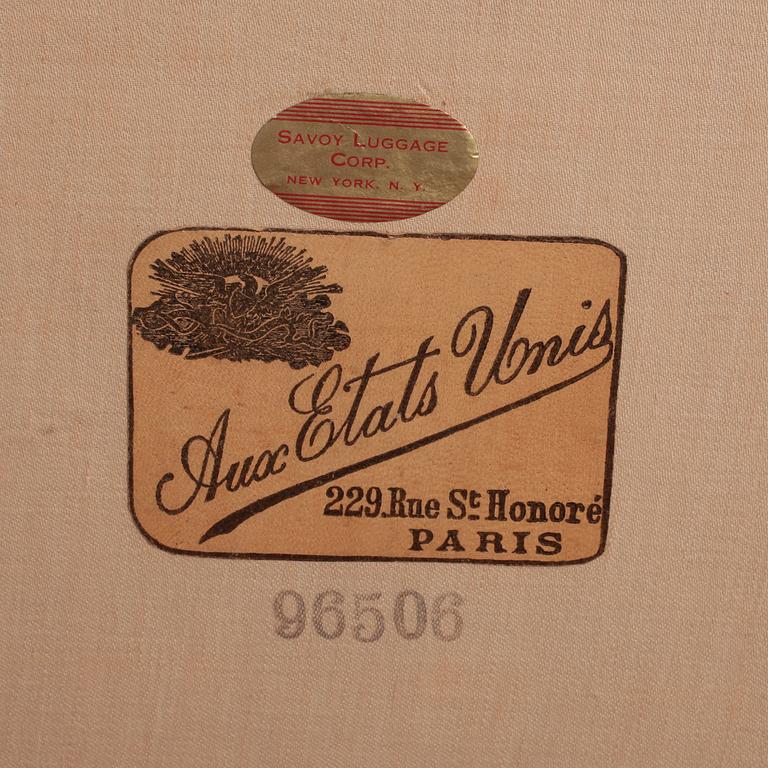 SAVOY LUGGAGE
CORP.
NEW YORK, N. Y.
Aux Etats Unis
229. Rue St Honoré
PARIS
96506